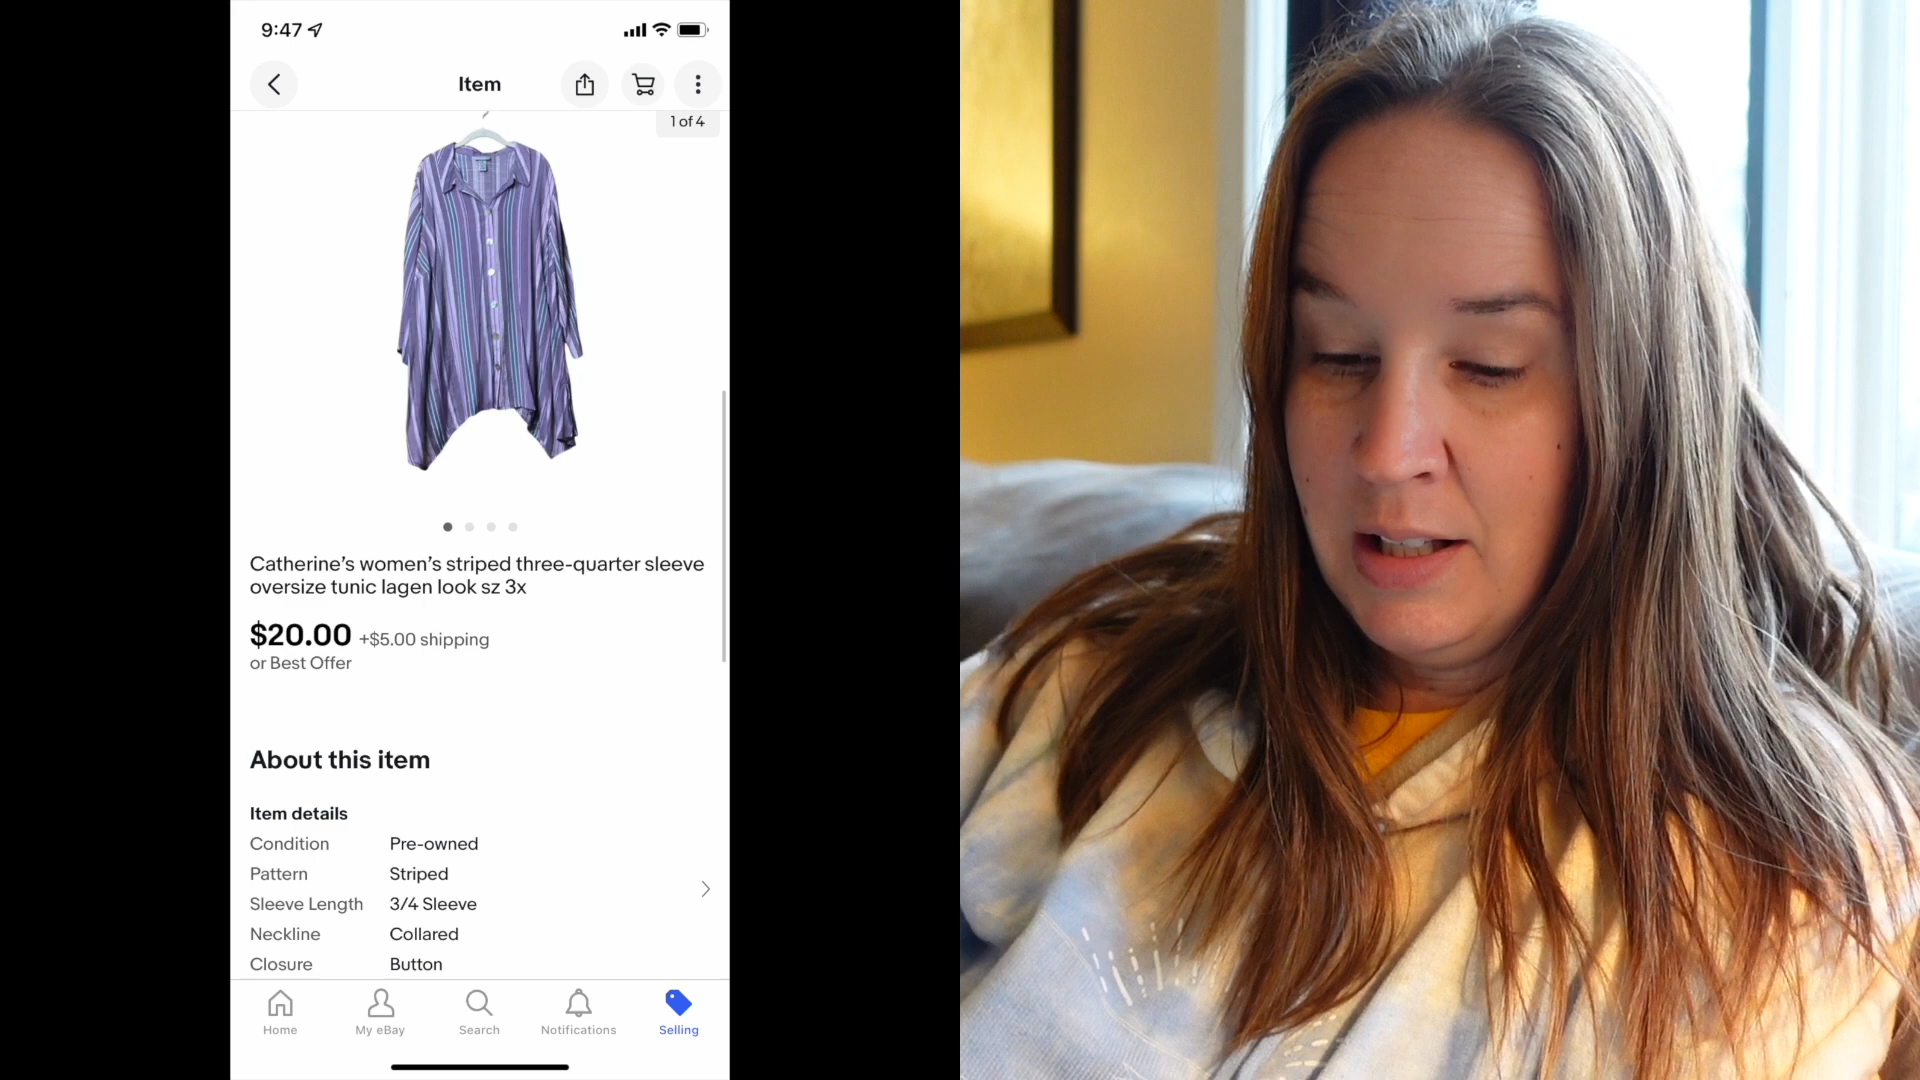 9:47
Item
1 of 4
Catherine’s women’s striped three-quarter sleeve
oversize tunic lagen look sz 3x
$20.00 +$5.00 shipping
or Best Offer
About this item
Item details
Condition Pre-owned
Pattern Striped
Sleeve Length 3/4 Sleeve
Neckline Collared
Closure Button
Home My eBay Search Notifications Selling